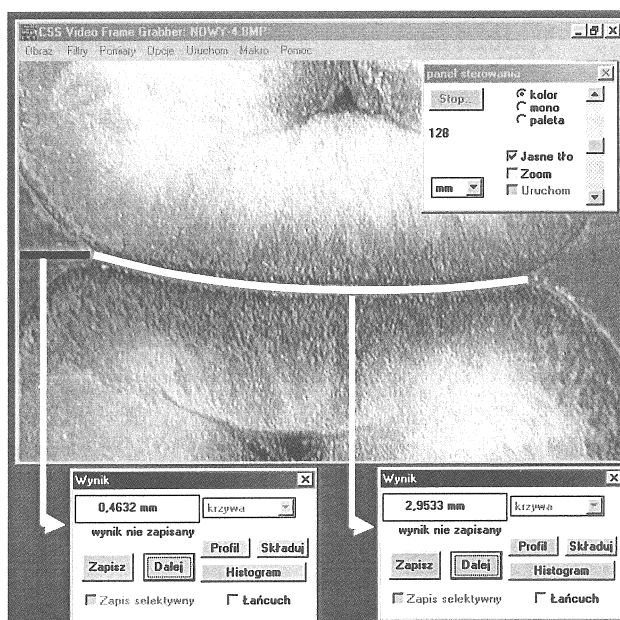 CSS Video Frame Grabber: NOWY-4.BMP
Obraz Filtry Pomiary Opcje Uruchom Makro Pomoc
panel sterowania
Stop..
kolor
mono
paleta
128
Jasne tło
Zoom
mm
Uruchom
Wynik
0,4632 mm
krzywa
wynik nie zapisany
Profil
Składuj
Zapisz
Dalej
Histogram
Zapis selektywny
Łańcuch
Wynik
2,9533 mm
krzywa
wynik nie zapisany
Profil
Składuj
Zapisz
Dalej
Histogram
Zapis selektywny
Łańcuch